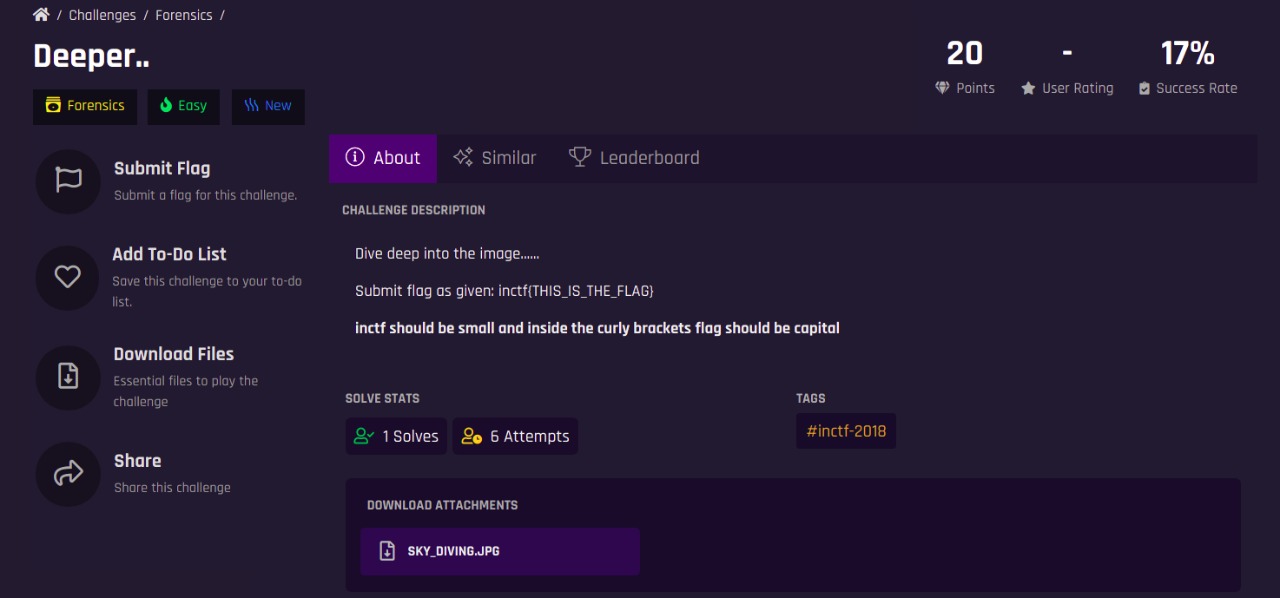 / Challenges / Forensics /
Deeper..
20 - 17%
Points User Rating Success Rate
Forensics Easy New
About Similar Leaderboard
Submit Flag
Submit a flag for this challenge.
Add To-Do List
Save this challenge to your to-do
list.
Download Files
Essential files to play the
challenge
Share
Share this challenge
CHALLENGE DESCRIPTION
Dive deep into the image......
Submit flag as given: inctf{THIS_IS_THE_FLAG}
inctf should be small and inside the curly brackets flag should be capital
SOLVE STATS
1 Solves 6 Attempts
TAGS
#inctf-2018
DOWNLOAD ATTACHMENTS
SKY_DIVING.JPG